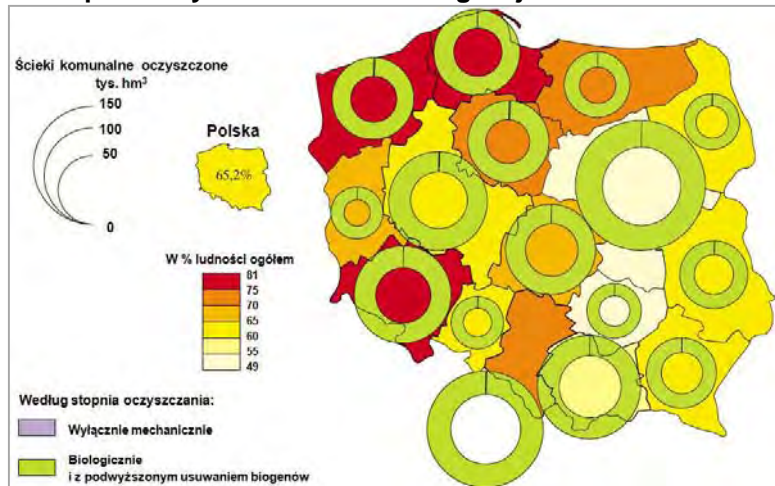 Ścieki komunalne oczyszczone
tys. hm³
150
100
50
0
Polska
65,2%
W % ludności ogółem
81
75
70
65
60
55
49
Według stopnia oczyszczania:
Wyłącznie mechanicznie
Biologicznie
i z podwyższonym usuwaniem biogenów